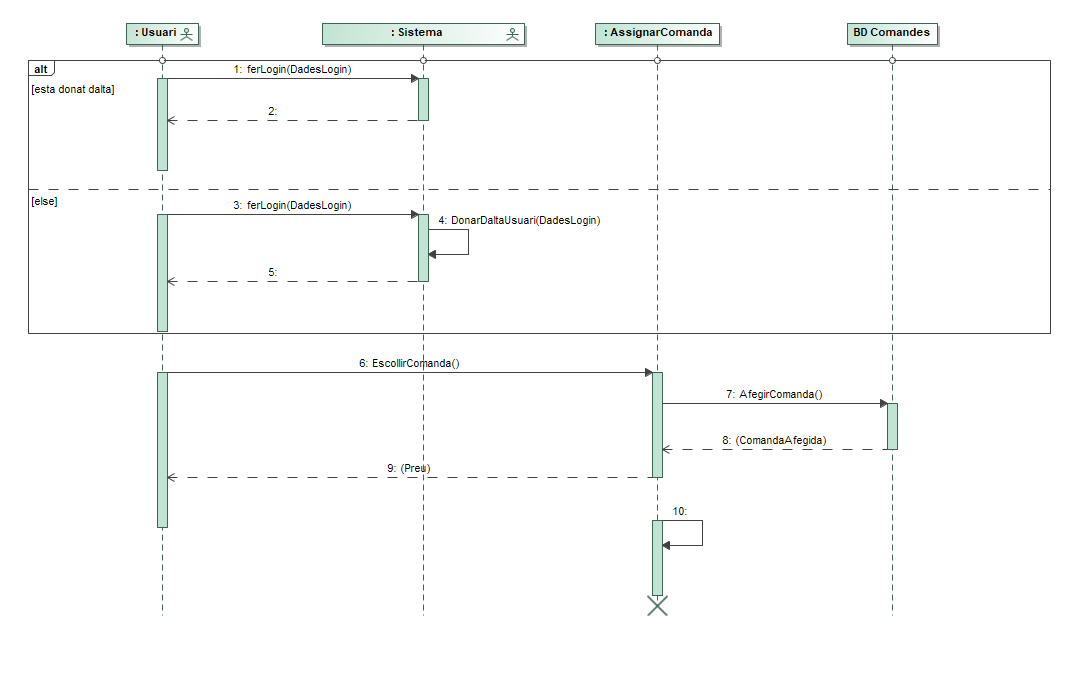 : Usuari
: Sistema
: AssignarComanda
BD Comandes
alt
1: ferLogin(DadesLogin)
[esta donat dalta]
2:
[else]
3: ferLogin(DadesLogin)
4: DonarDaltaUsuari(DadesLogin)
5:
6: EscollirComanda()
7: AfegirComanda()
8: (ComandaAfegida)
9: (Preu)
10: